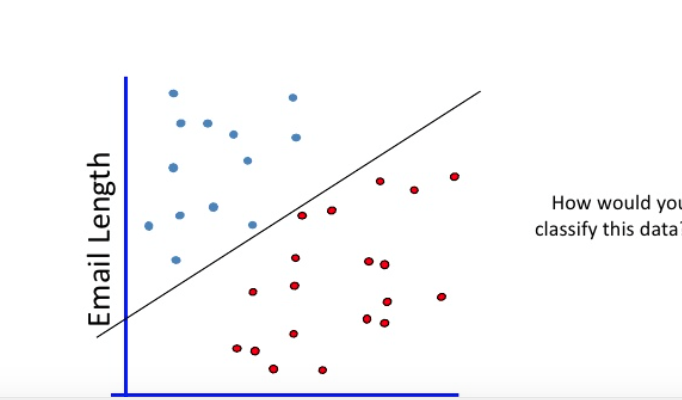 Email Length
How would you
classify this data?